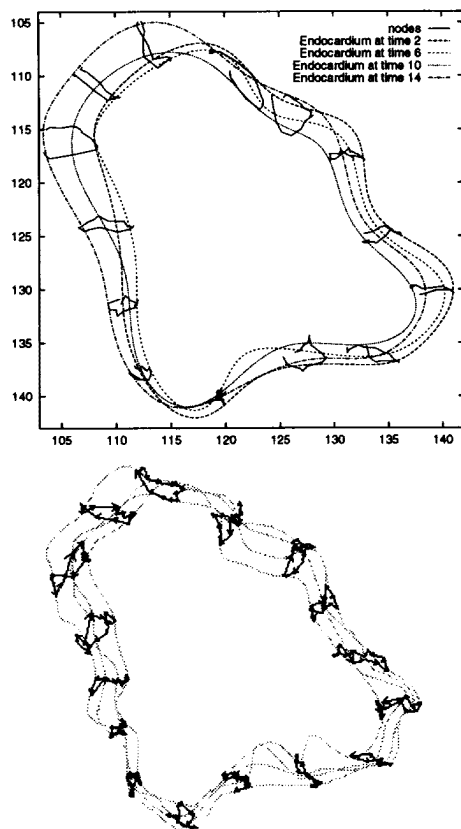 105
110
115
120
125
130
135
140
nodes
Endocardium at time 2
Endocardium at time 6
Endocardium at time 10
Endocardium at time 14
105 110 115 120 125 130 135 140